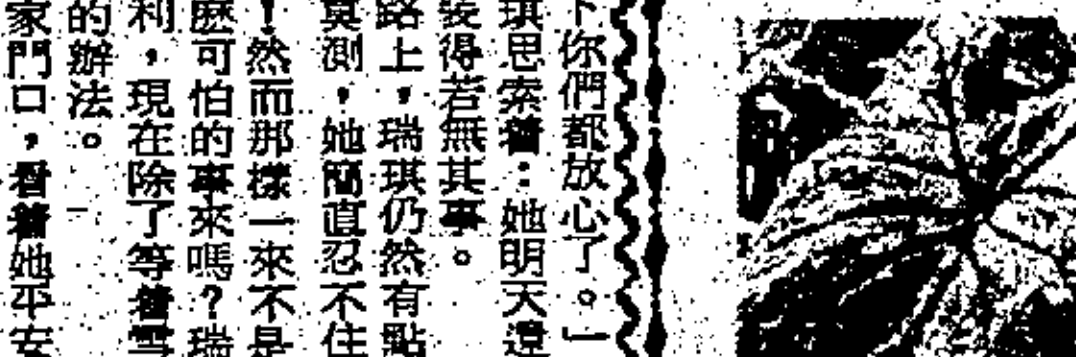 你們都放心了。」
琪思索着：她明天還
裝得若無其事。
路上，瑞琪仍然有點
莫測，她簡直忍不住
！然而那樣一來不是
麼可怕的事來嗎？瑞
利，現在除了等着雪
的辦法。
家門口，看着她平安